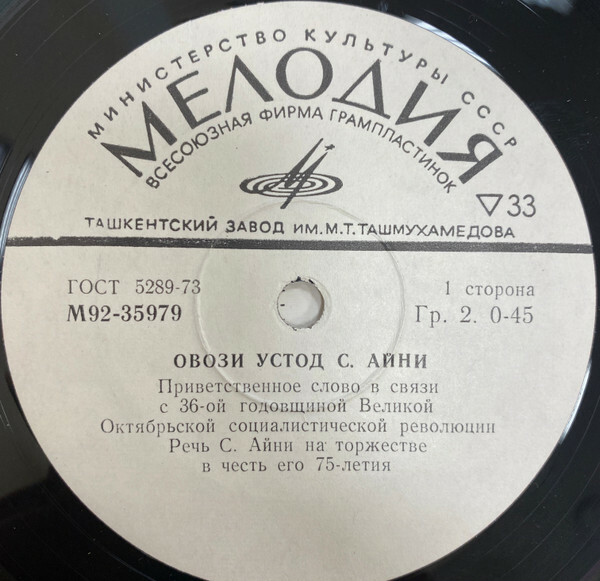 МИНИСТЕРСТВО КУЛЬТУРЫ СССР
МЕЛОДИЯ
ВСЕСОЮЗНАЯ ФИРМА ГРАМПЛАСТИНОК
▽33
ТАШКЕНТСКИЙ ЗАВОД ИМ. М.Т. ТАШМУХАМЕДОВА
ГОСТ 5289-73
1 сторона
М92-35979
Гр. 2. 0-45
ОВОЗИ УСТОД С. АЙНИ
Приветственное слово в связи
с 36-ой годовщиной Великой
Октябрьской социалистической революции
Речь С. Айни на торжестве
в честь его 75-летия